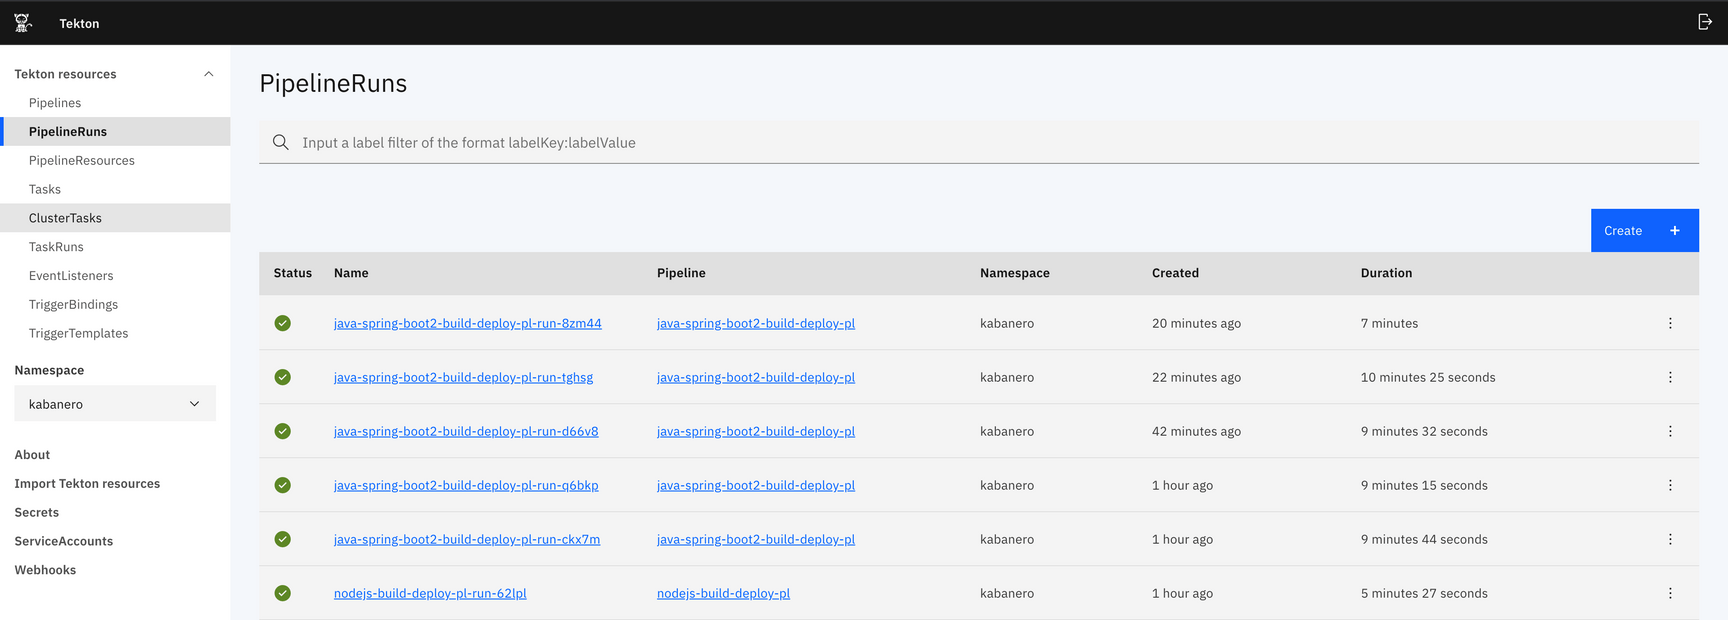 Tekton
Tekton resources
Pipelines
PipelineRuns
PipelineResources
Tasks
ClusterTasks
TaskRuns
EventListeners
TriggerBindings
TriggerTemplates
Namespace
kabanero
About
Import Tekton resources
Secrets
ServiceAccounts
Webhooks
PipelineRuns
Input a label filter of the format labelKey:labelValue
Create +
Status Name Pipeline Namespace Created Duration
java-spring-boot2-build-deploy-pl-run-8zm44 java-spring-boot2-build-deploy-pl kabanero 20 minutes ago 7 minutes
java-spring-boot2-build-deploy-pl-run-tghsg java-spring-boot2-build-deploy-pl kabanero 22 minutes ago 10 minutes 25 seconds
java-spring-boot2-build-deploy-pl-run-d66v8 java-spring-boot2-build-deploy-pl kabanero 42 minutes ago 9 minutes 32 seconds
java-spring-boot2-build-deploy-pl-run-q6bkp java-spring-boot2-build-deploy-pl kabanero 1 hour ago 9 minutes 15 seconds
java-spring-boot2-build-deploy-pl-run-ckx7m java-spring-boot2-build-deploy-pl kabanero 1 hour ago 9 minutes 44 seconds
nodejs-build-deploy-pl-run-62lpl nodejs-build-deploy-pl kabanero 1 hour ago 5 minutes 27 seconds